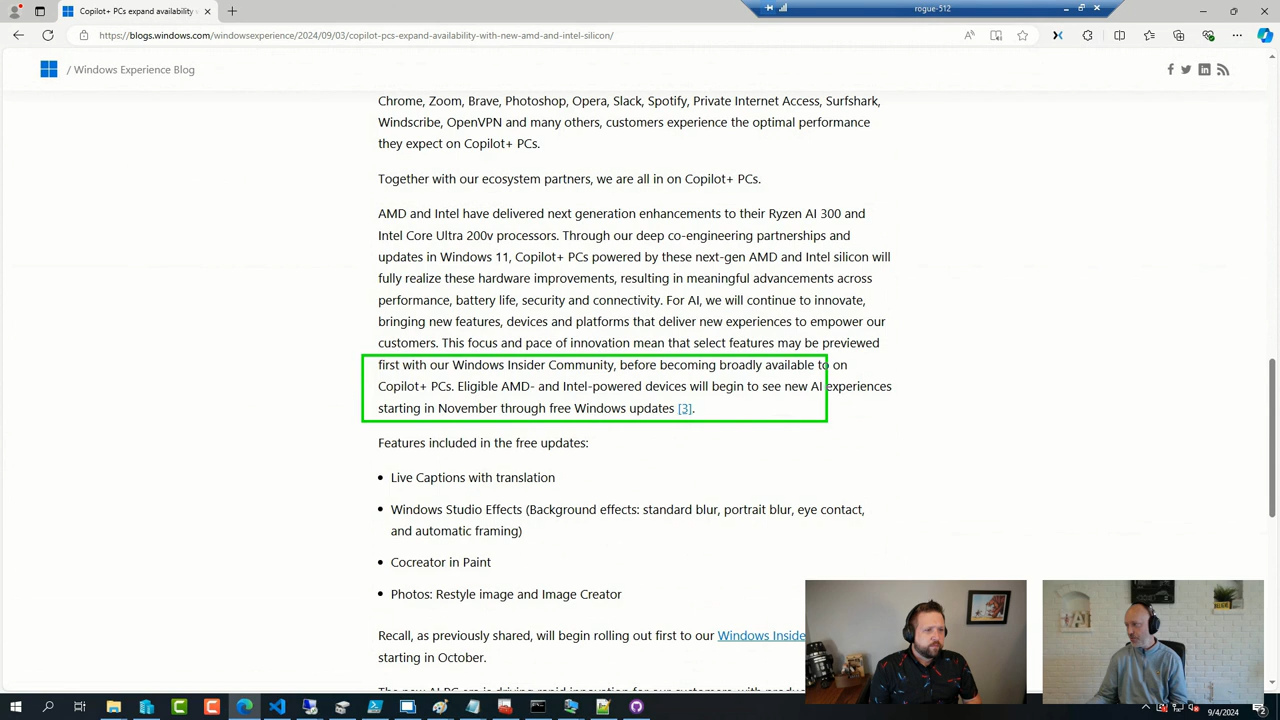 Copilot+ PCs expand availability
rogue-512
https://blogs.windows.com/windowsexperience/2024/09/03/copilot-pcs-expand-availability-with-new-amd-and-intel-silicon/
/ Windows Experience Blog
Chrome, Zoom, Brave, Photoshop, Opera, Slack, Spotify, Private Internet Access, Surfshark,
Windscribe, OpenVPN and many others, customers experience the optimal performance
they expect on Copilot+ PCs.
Together with our ecosystem partners, we are all in on Copilot+ PCs.
AMD and Intel have delivered next generation enhancements to their Ryzen AI 300 and
Intel Core Ultra 200v processors. Through our deep co-engineering partnerships and
updates in Windows 11, Copilot+ PCs powered by these next-gen AMD and Intel silicon will
fully realize these hardware improvements, resulting in meaningful advancements across
performance, battery life, security and connectivity. For AI, we will continue to innovate,
bringing new features, devices and platforms that deliver new experiences to empower our
customers. This focus and pace of innovation mean that select features may be previewed
first with our Windows Insider Community, before becoming broadly available to on
Copilot+ PCs. Eligible AMD- and Intel-powered devices will begin to see new AI experiences
starting in November through free Windows updates [3].
Features included in the free updates:
• Live Captions with translation
• Windows Studio Effects (Background effects: standard blur, portrait blur, eye contact,
and automatic framing)
• Cocreator in Paint
• Photos: Restyle image and Image Creator
Recall, as previously shared, will begin rolling out first to our Windows Inside
starting in October.
9/4/2024